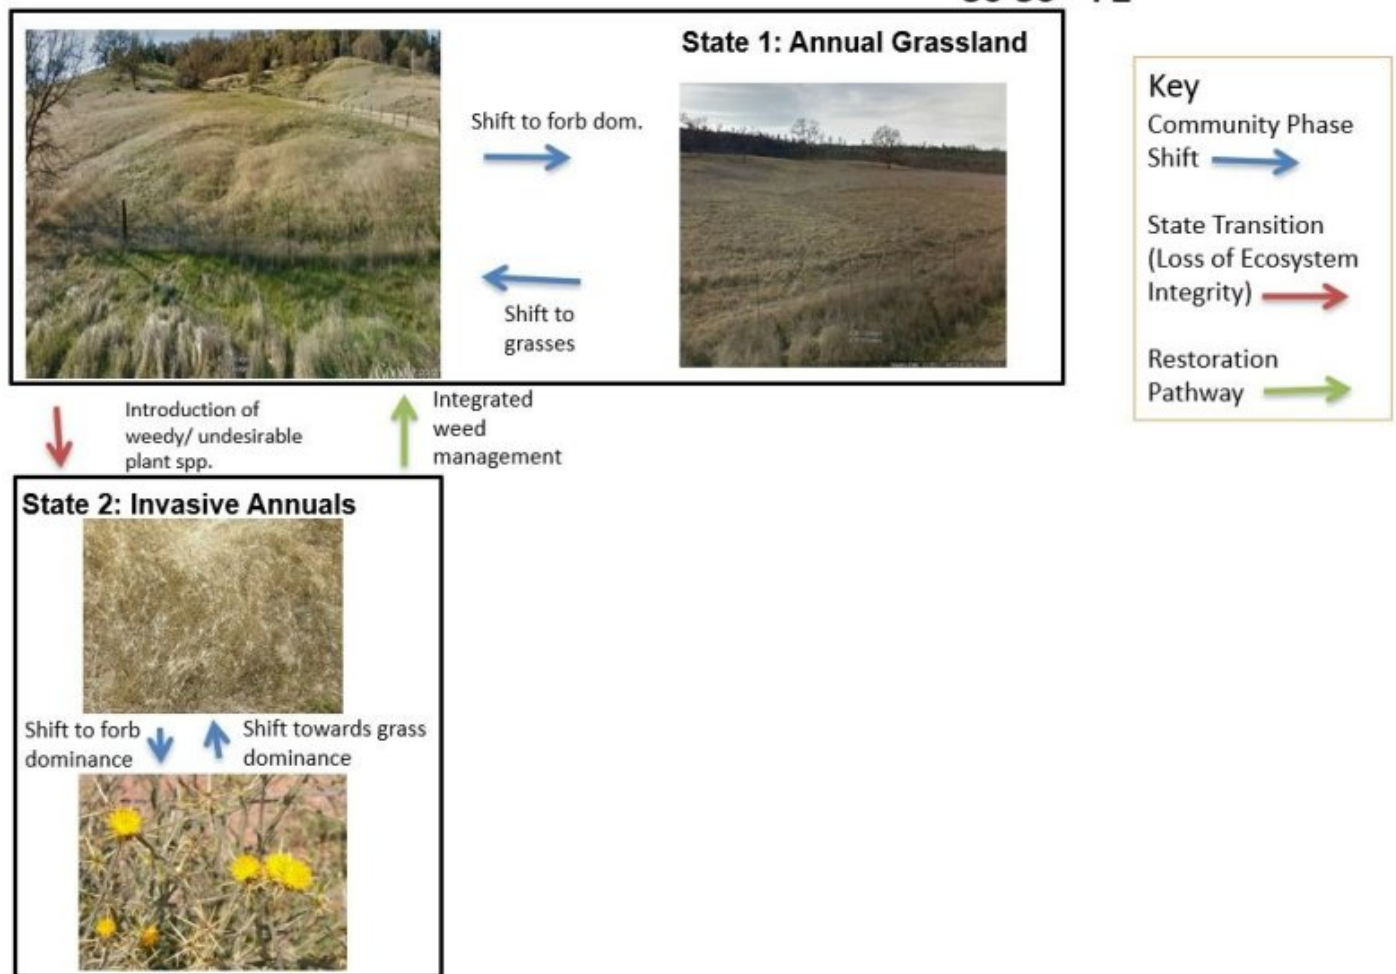 State 1: Annual Grassland
Shift to forb dom.
Shift to
grasses
Key
Community Phase
Shift
State Transition
(Loss of Ecosystem
Integrity)
Restoration
Pathway
Introduction of
weedy/ undesirable
plant spp.
Integrated
weed
management
State 2: Invasive Annuals
Shift to forb
dominance
Shift towards grass
dominance